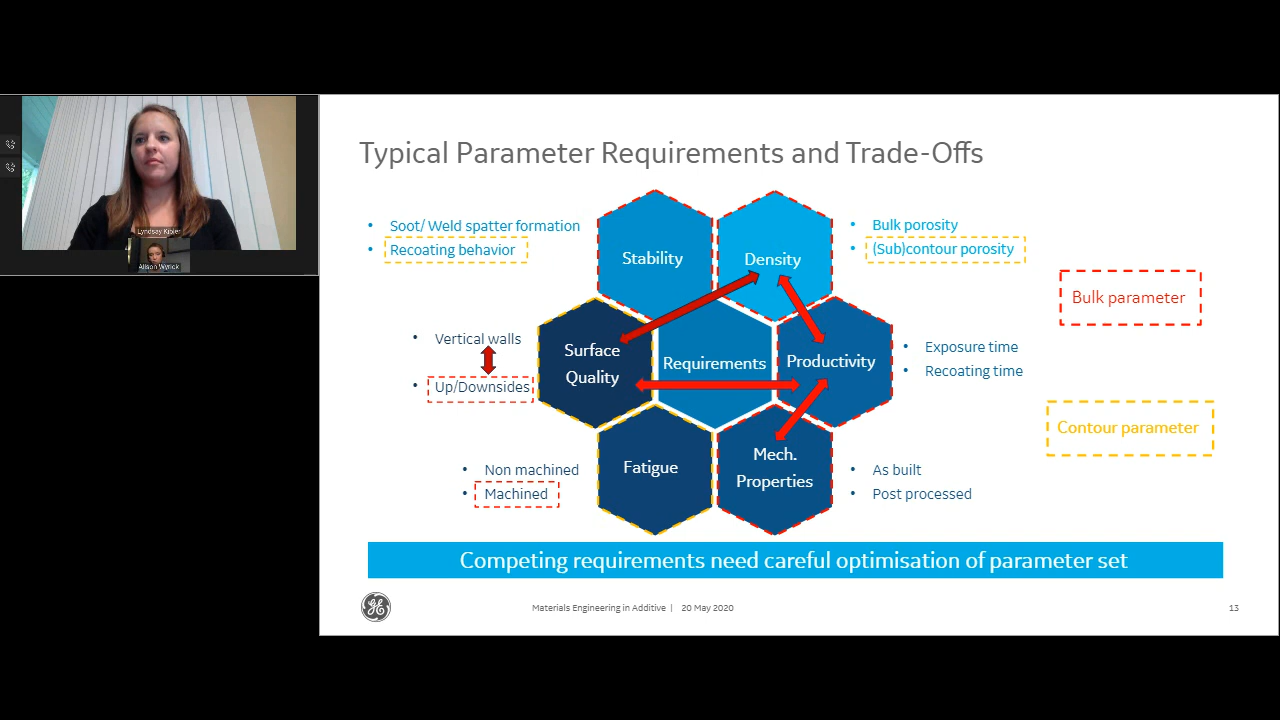 Lyndsay Kibler
Alison Wyrick
Typical Parameter Requirements and Trade-Offs
• Soot/ Weld spatter formation
• Recoating behavior
Stability
Density
• Bulk porosity
• (Sub)contour porosity
Bulk parameter
• Vertical walls
• Up/Downsides
Surface
Quality
Requirements
Productivity
• Exposure time
• Recoating time
Contour parameter
• Non machined
• Machined
Fatigue
Mech.
Properties
• As built
• Post processed
Competing requirements need careful optimisation of parameter set
Materials Engineering in Additive | 20 May 2020
13